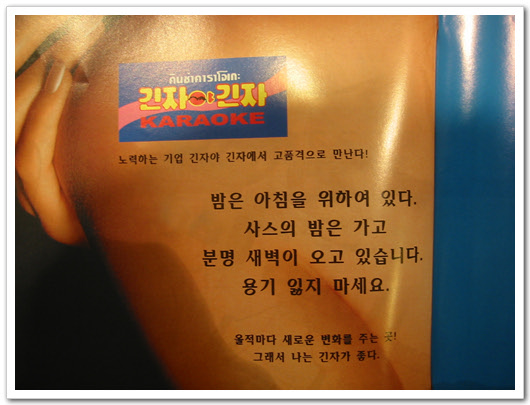 กินซาคาราโอเกะ
긴자야 긴자
KARAOKE
노력하는 기업 긴자야 긴자에서 고품격으로 만난다!
밤은 아침을 위하여 있다.
사스의 밤은 가고
분명 새벽이 오고 있습니다.
용기 잃지 마세요.
올적마다 새로운 변화를 주는 곳!
그래서 나는 긴자가 좋다.